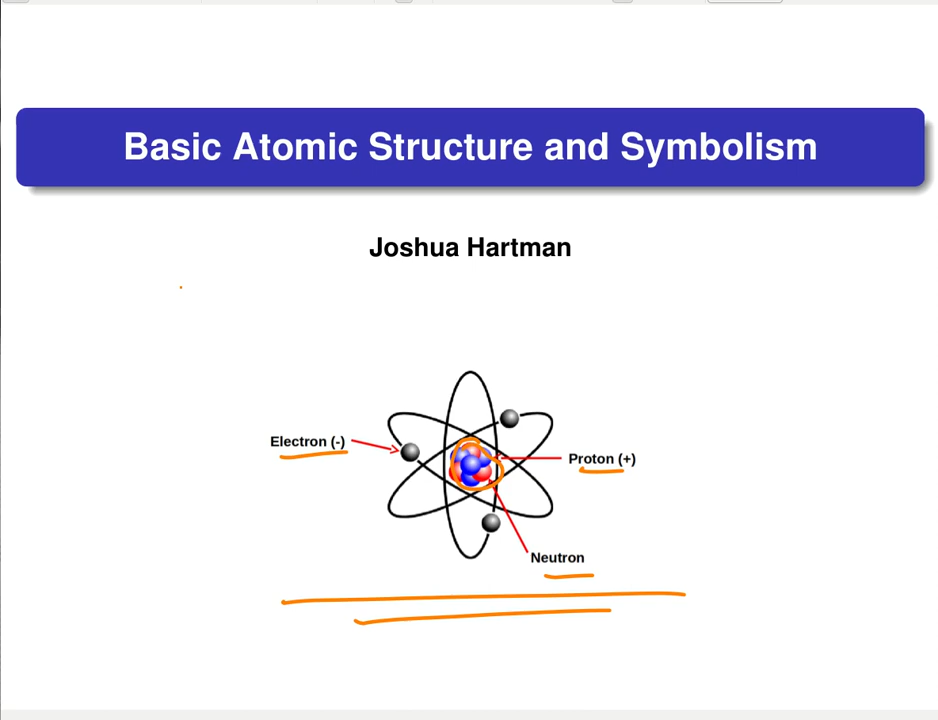 Basic Atomic Structure and Symbolism
Joshua Hartman
Electron (-)
Proton (+)
Neutron